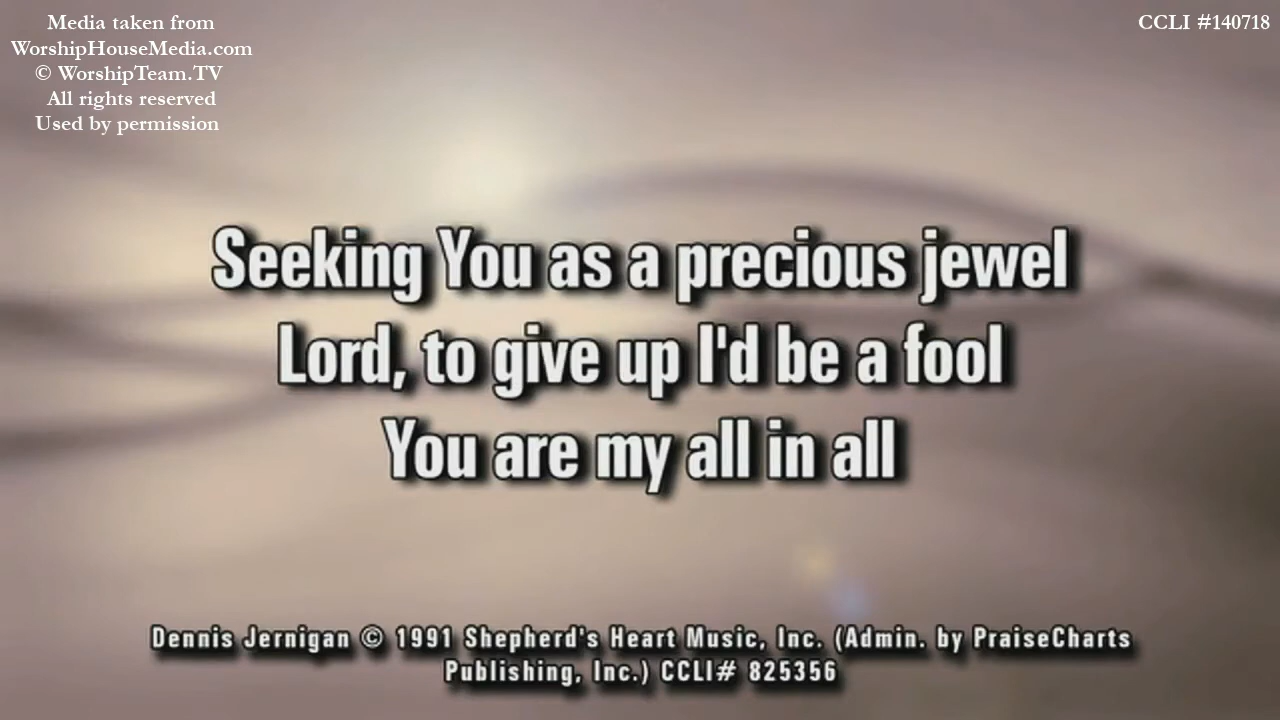 Media taken from
WorshipHouseMedia.com
© WorshipTeam.TV
All rights reserved
Used by permission
CCLI #140718
Seeking You as a precious jewel
Lord, to give up I'd be a fool
You are my all in all
Dennis Jernigan © 1991 Shepherd's Heart Music, Inc. (Admin. by PraiseCharts
Publishing, Inc.) CCLI# 825356